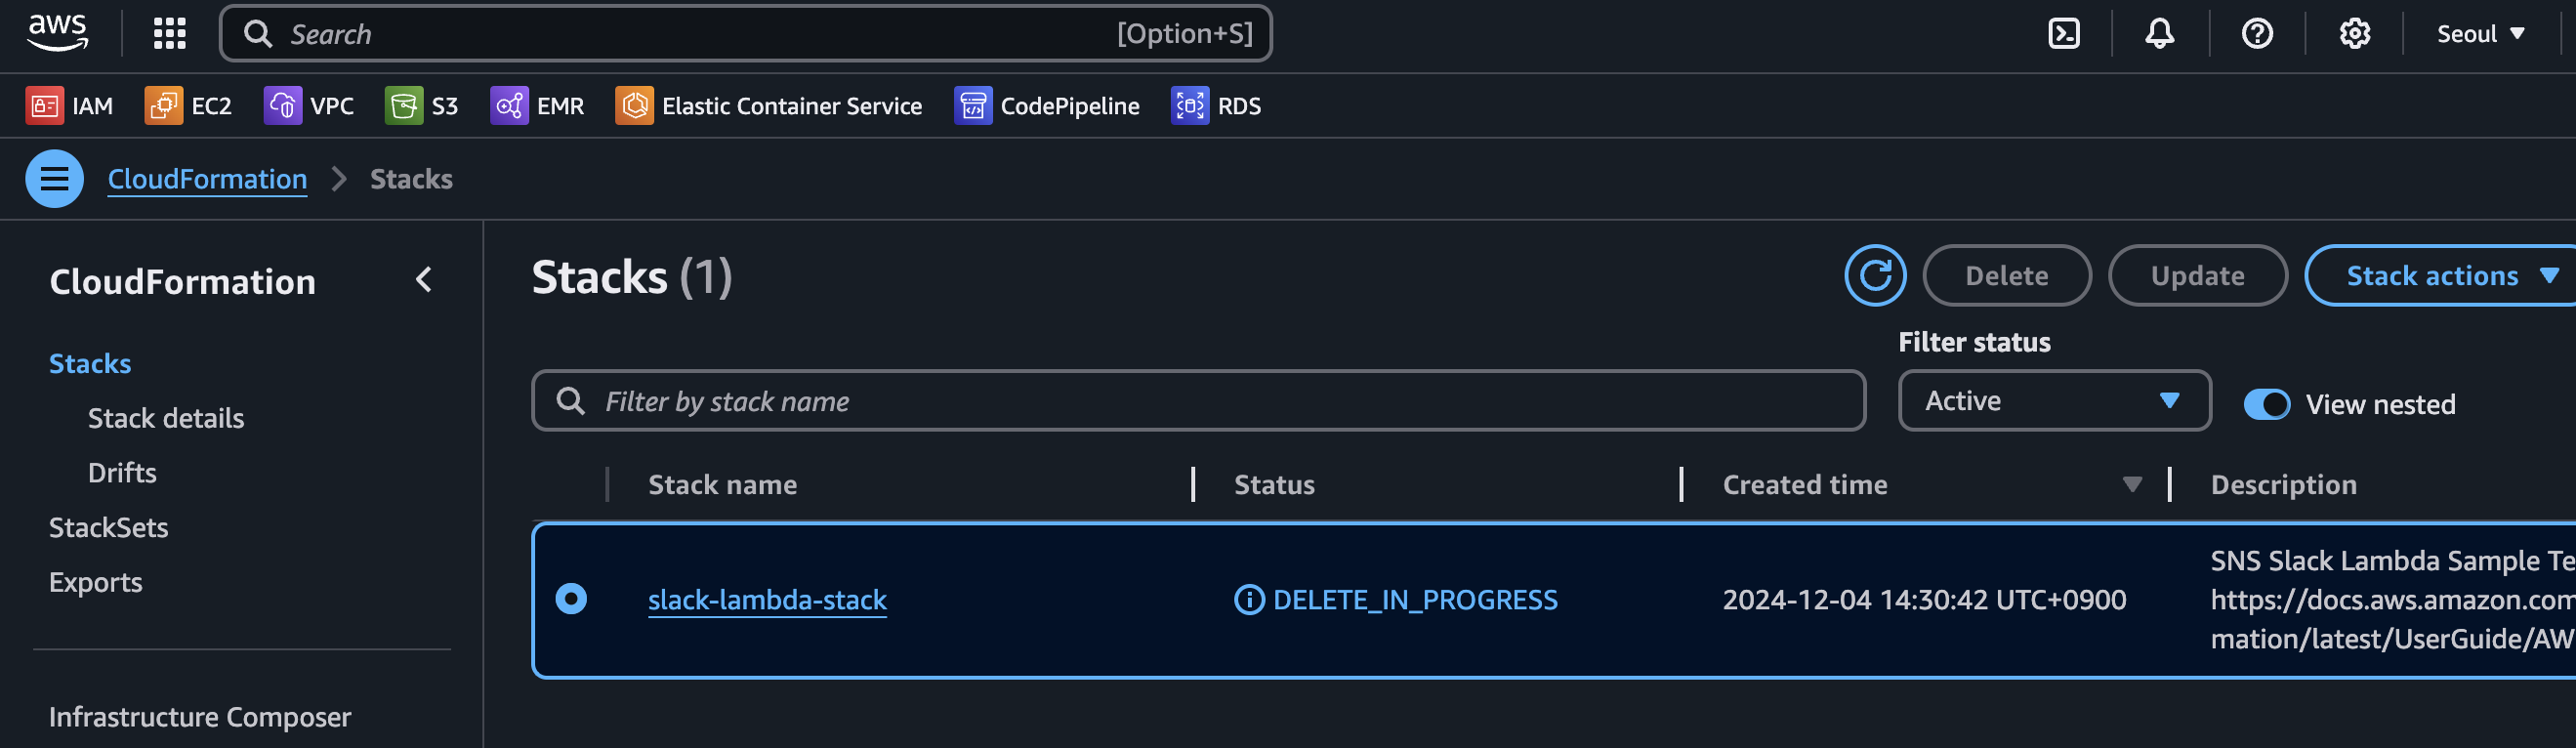 aws
Search [Option+S]
Seoul
IAM EC2 VPC S3 EMR Elastic Container Service CodePipeline RDS
CloudFormation Stacks
CloudFormation
Stacks
Stack details
Drifts
StackSets
Exports
Infrastructure Composer
Stacks (1)
Delete Update Stack actions
Filter status
Filter by stack name
Active
View nested
Stack name Status Created time Description
slack-lambda-stack DELETE_IN_PROGRESS 2024-12-04 14:30:42 UTC+0900
SNS Slack Lambda Sample Te
https://docs.aws.amazon.com
mation/latest/UserGuide/AW